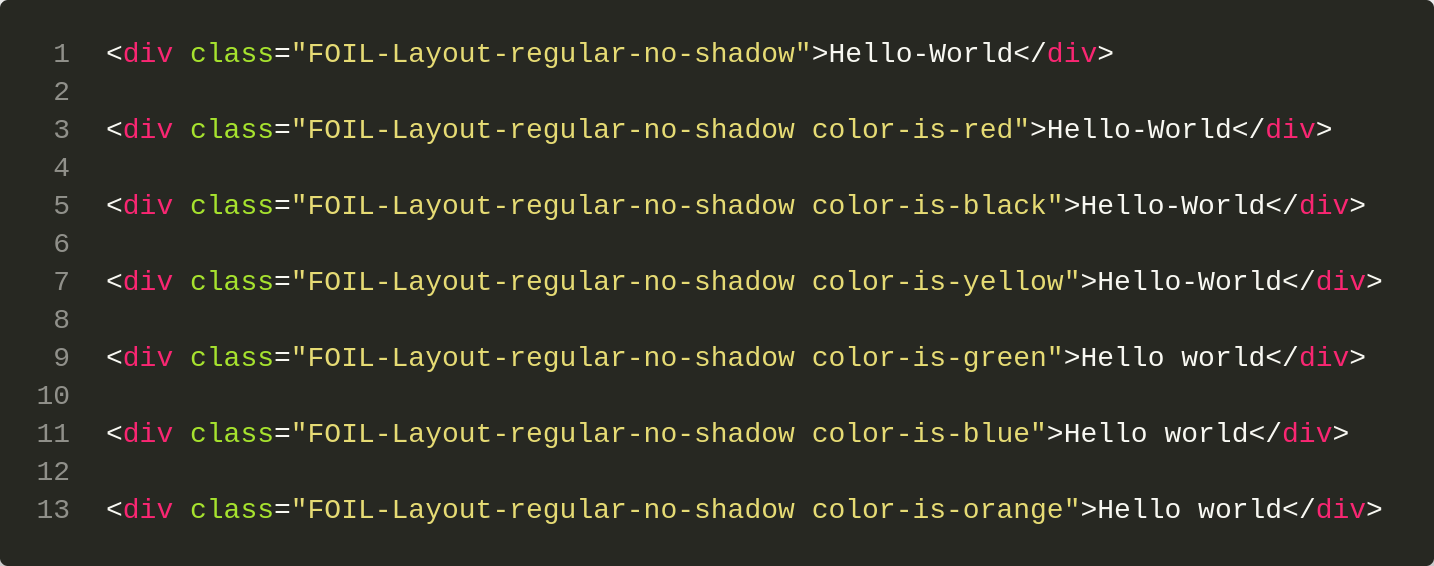 1 <div class="FOIL-Layout-regular-no-shadow">Hello-World</div>
2
3 <div class="FOIL-Layout-regular-no-shadow color-is-red">Hello-World</div>
4
5 <div class="FOIL-Layout-regular-no-shadow color-is-black">Hello-World</div>
6
7 <div class="FOIL-Layout-regular-no-shadow color-is-yellow">Hello-World</div>
8
9 <div class="FOIL-Layout-regular-no-shadow color-is-green">Hello world</div>
10
11 <div class="FOIL-Layout-regular-no-shadow color-is-blue">Hello world</div>
12
13 <div class="FOIL-Layout-regular-no-shadow color-is-orange">Hello world</div>